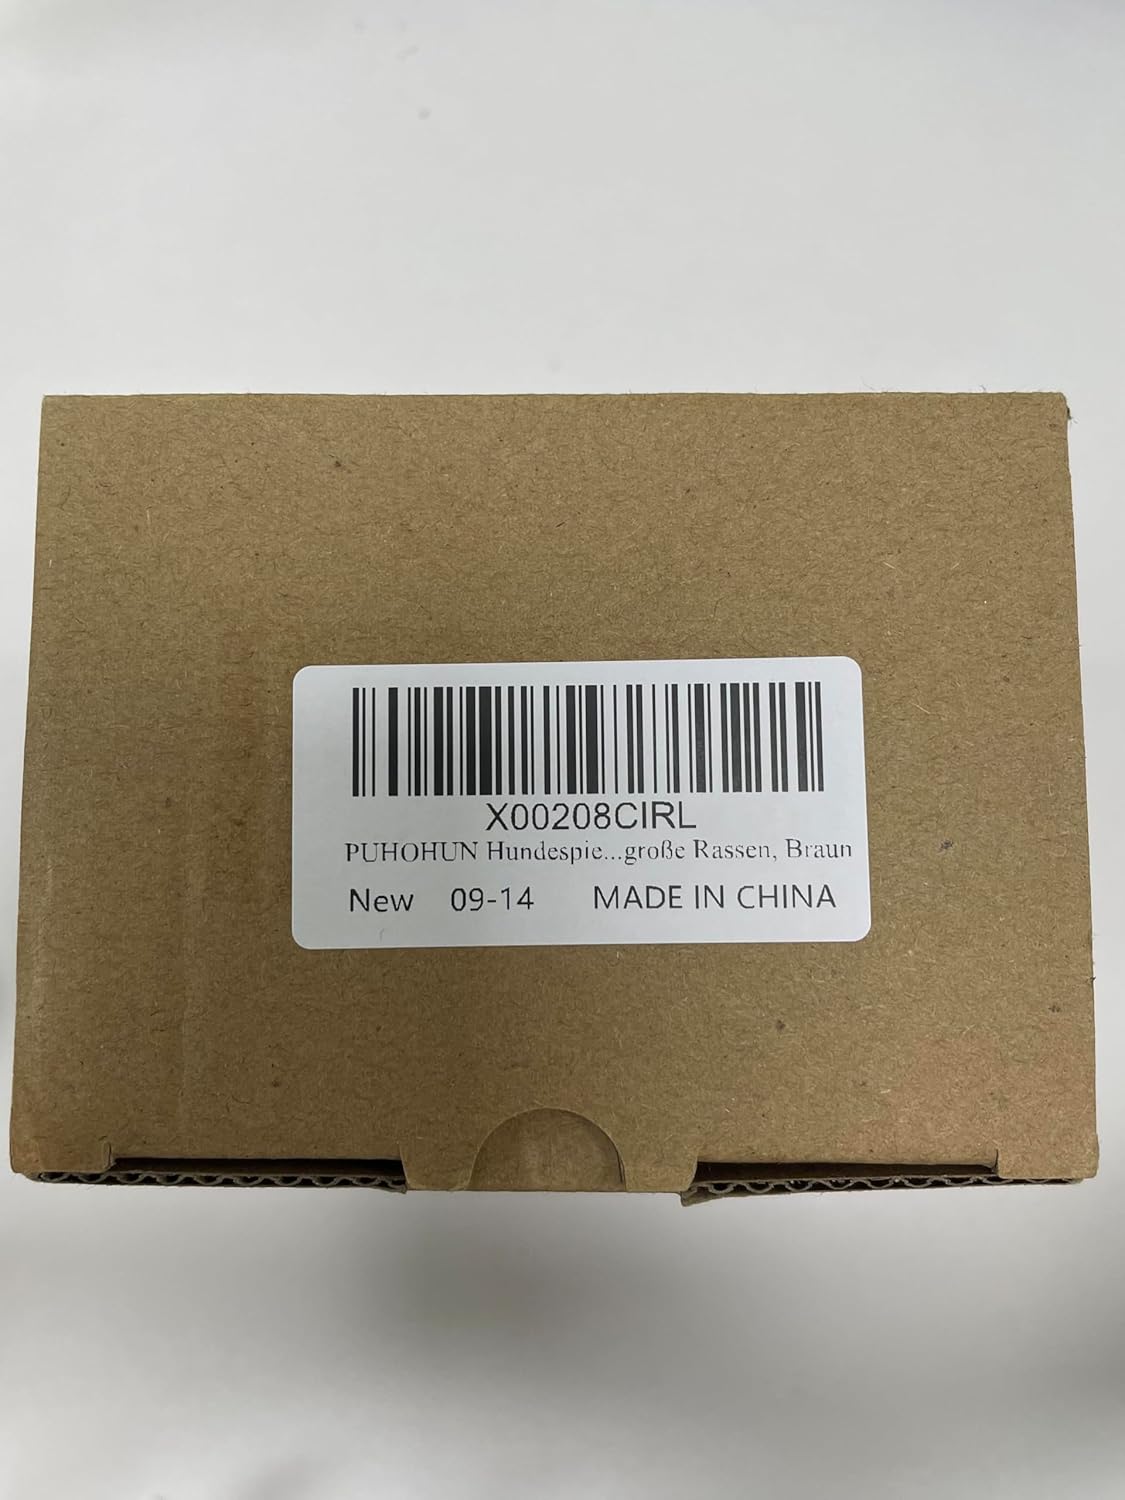 X00208CIRL
PUHOHUN Hundespie...große Rassen, Braun
New 09-14 MADE IN CHINA